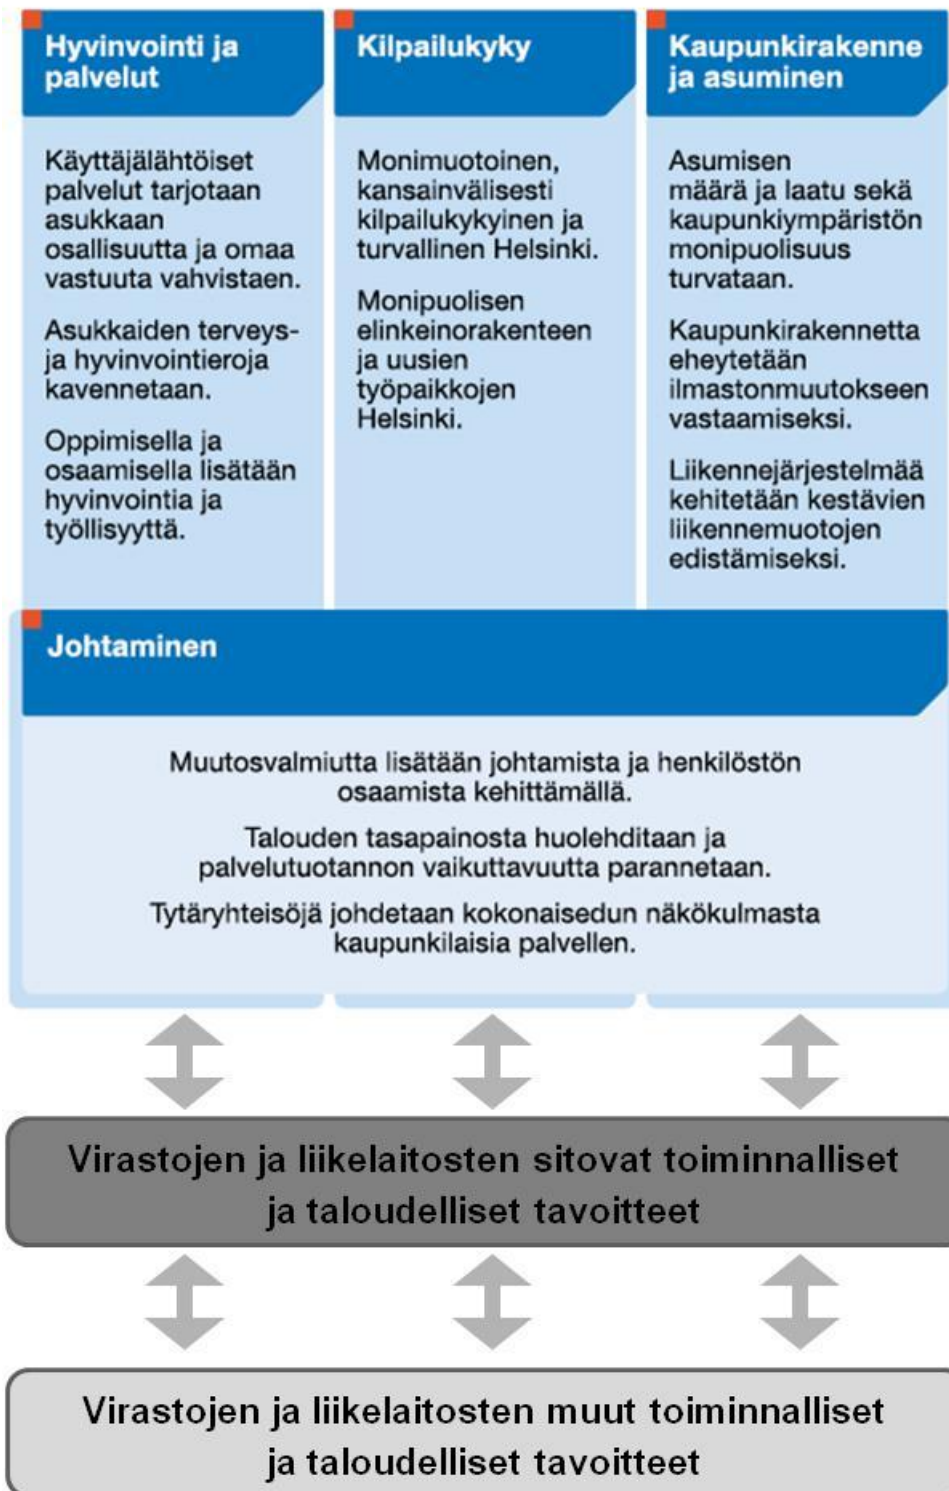 Hyvinvointi ja
palvelut
Käyttäjälähtöiset
palvelut tarjotaan
asukkaan
osallisuutta ja omaa
vastuuta vahvistaen.
Asukkaiden terveys-
ja hyvinvointieroja
kavennetaan.
Oppimisella ja
osaamisella lisätään
hyvinvointia ja
työllisyyttä.
Kilpailukyky
Monimuotoinen,
kansainvälisesti
kilpailukykyinen ja
turvallinen Helsinki.
Monipuolisen
elinkeinorakenteen
ja uusien
työpaikkojen
Helsinki.
Kaupunkirakenne
ja asuminen
Asumisen
määrä ja laatu sekä
kaupunkiympäristön
monipuolisuus
turvataan.
Kaupunkirakennetta
eheytetään
ilmastonmuutokseen
vastaamiseksi.
Liikennejärjestelmää
kehitetään kestävien
liikennemuotojen
edistämiseksi.
Johtaminen
Muutosvalmiutta lisätään johtamista ja henkilöstön
osaamista kehittämällä.
Talouden tasapainosta huolehditaan ja
palvelutuotannon vaikuttavuutta parannetaan.
Tytäryhteisöjä johdetaan kokonaisedun näkökulmasta
kaupunkilaisia palvellen.
Virastojen ja liikelaitosten sitovat toiminnalliset
ja taloudelliset tavoitteet
Virastojen ja liikelaitosten muut toiminnalliset
ja taloudelliset tavoitteet